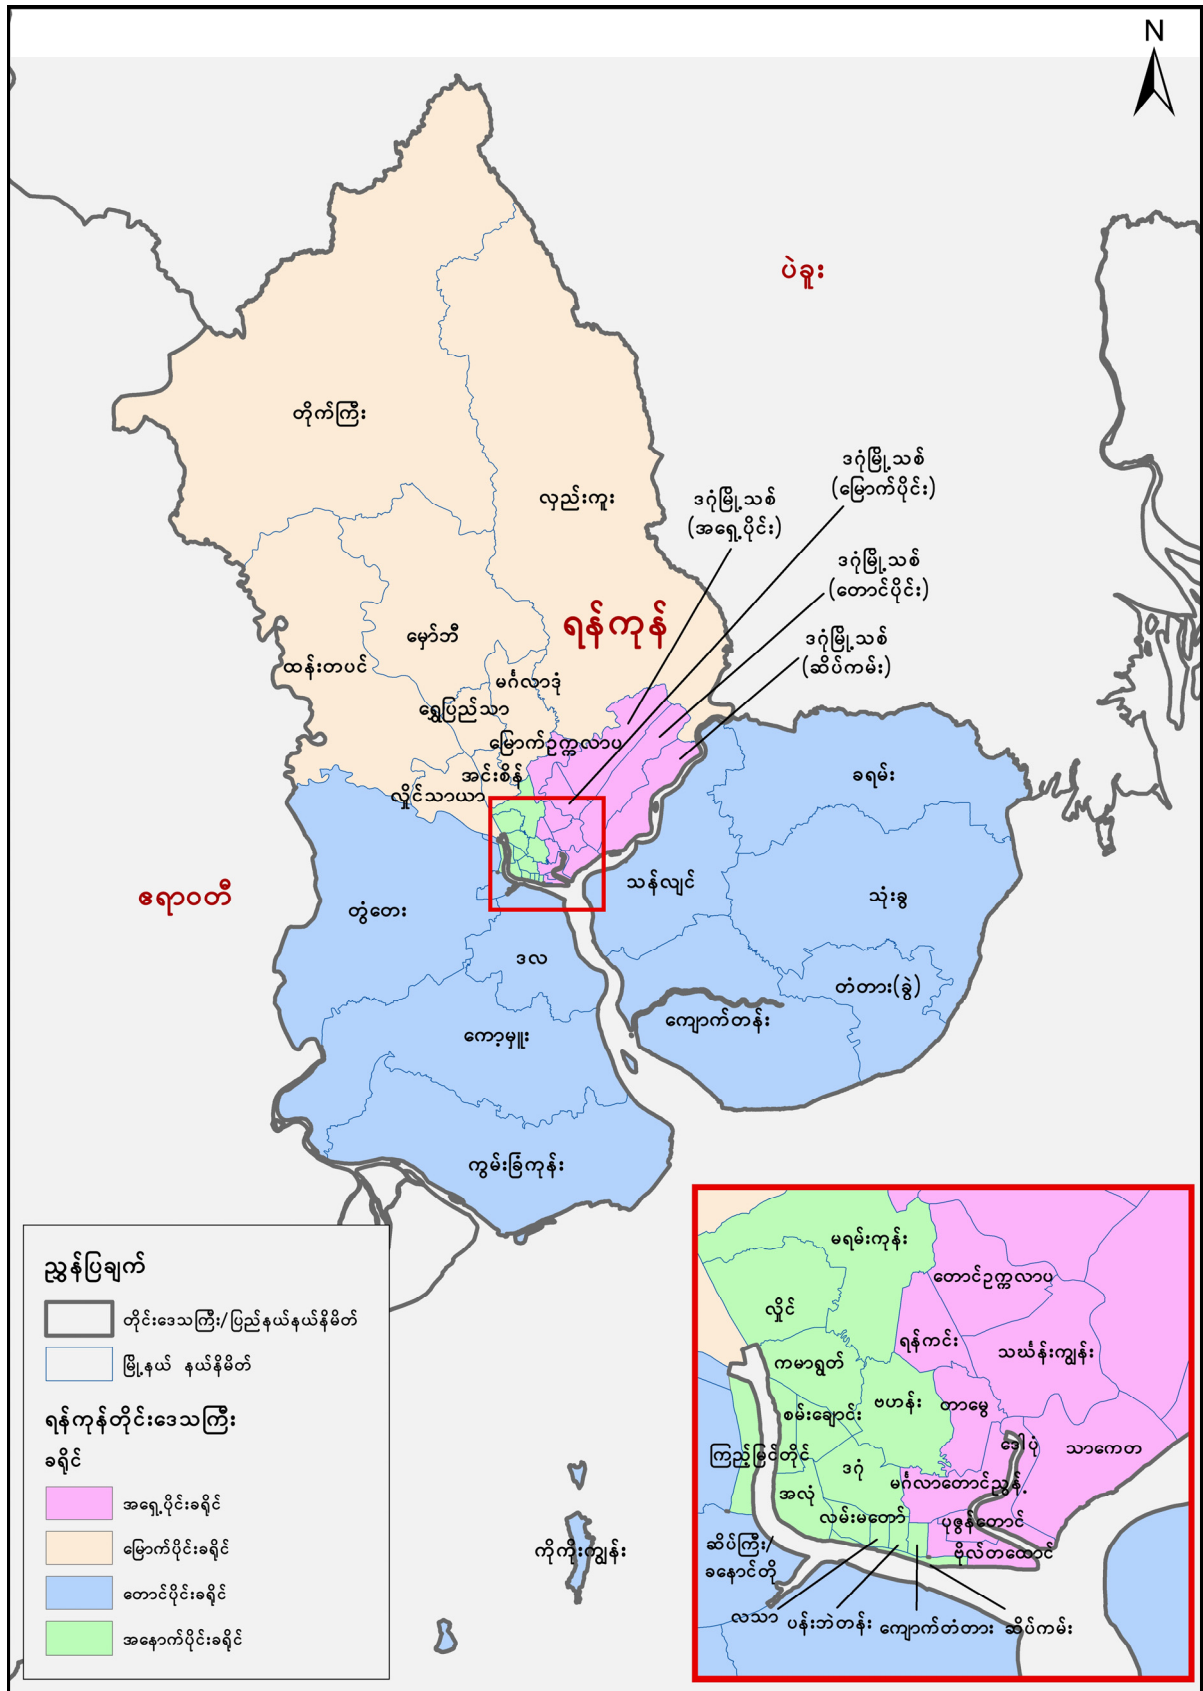 N
ပဲခူး
တိုက်ကြီး
ဒဂုံမြို့သစ်
(မြောက်ပိုင်း)
လှည်းကူး
ဒဂုံမြို့သစ်
(အရှေ့ပိုင်း)
ဒဂုံမြို့သစ်
(တောင်ပိုင်း)
ရန်ကုန်
မှော်ဘီ
ဒဂုံမြို့သစ်
(ဆိပ်ကမ်း)
ထန်းတပင်
မင်္ဂလာဒုံ
ရွှေပြည်သာ
မြောက်ဥက္ကလာပ
အင်းစိန်
ခရမ်း
လှိုင်သာယာ
သန်လျင်
ဧရာဝတီ
တွံတေး
သုံးခွ
ဒလ
တံတား(ခွဲ)
ကျောက်တန်း
ကော့မှူး
ကွမ်းခြံကုန်း
ကိုကိုးကျွန်း
ညွှန်ပြချက်
တိုင်းဒေသကြီး/ပြည်နယ်နယ်နိမိတ်
မြို့နယ် နယ်နိမိတ်
ရန်ကုန်တိုင်းဒေသကြီး
ခရိုင်
အရှေ့ပိုင်းခရိုင်
မြောက်ပိုင်းခရိုင်
တောင်ပိုင်းခရိုင်
အနောက်ပိုင်းခရိုင်
မရမ်းကုန်း
တောင်ဥက္ကလာပ
လှိုင်
ရန်ကင်း
သင်္ဃန်းကျွန်း
ကမာရွတ်
ဗဟန်း
တာမွေ
စမ်းချောင်း
ဒေါပုံ
သာကေတ
ကြည့်မြင်တိုင်
ဒဂုံ
မင်္ဂလာတောင်ညွန့်
အလုံ
လမ်းမတော်
ပုဇွန်တောင်
ဆိပ်ကြီး/
ခနောင်တို
ဗိုလ်တထောင်
လသာ
ပန်းဘဲတန်း
ကျောက်တံတား
ဆိပ်ကမ်း